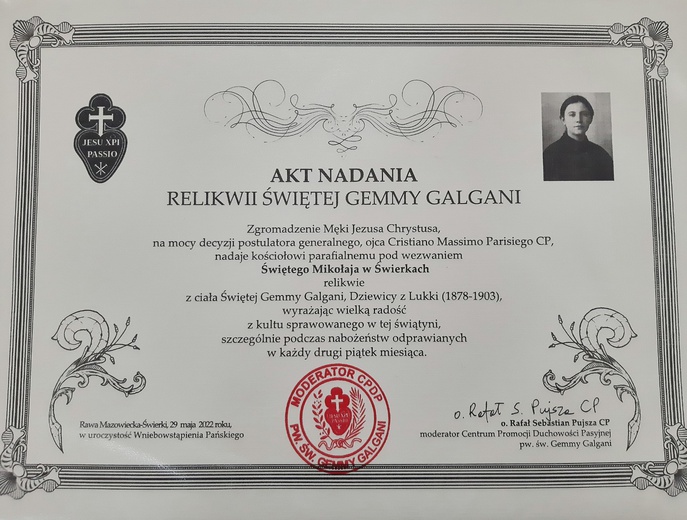 JESU XPI
PASSIO
AKT NADANIA
RELIKWII ŚWIĘTEJ GEMMY GALGANI
Zgromadzenie Męki Jezusa Chrystusa,
na mocy decyzji postulatora generalnego, ojca Cristiano Massimo Parisiego CP,
nadaje kościołowi parafialnemu pod wezwaniem
Świętego Mikołaja w Świerkach
relikwie
z ciała Świętej Gemmy Galgani, Dziewicy z Lukki (1878-1903),
wyrażając wielką radość
z kultu sprawowanego w tej świątyni,
szczególnie podczas nabożeństw odprawianych
w każdy drugi piątek miesiąca.
MODERATOR CPDP
JESU XPI
PASSIO
PW. ŚW. GEMMY GALGANI
Rawa Mazowiecka-Świerki, 29 maja 2022 roku,
w uroczystość Wniebowstąpienia Pańskiego
o. Rafał S. Pujsza CP
o. Rafał Sebastian Pujsza CP
moderator Centrum Promocji Duchowości Pasyjnej
pw. św. Gemmy Galgani